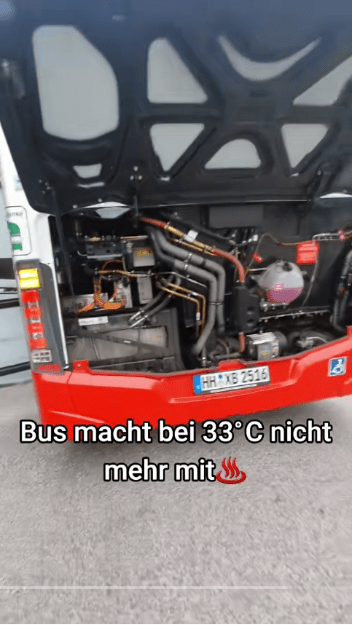 HH XB 2516
Bus macht bei 33°C nicht
mehr mit♨️